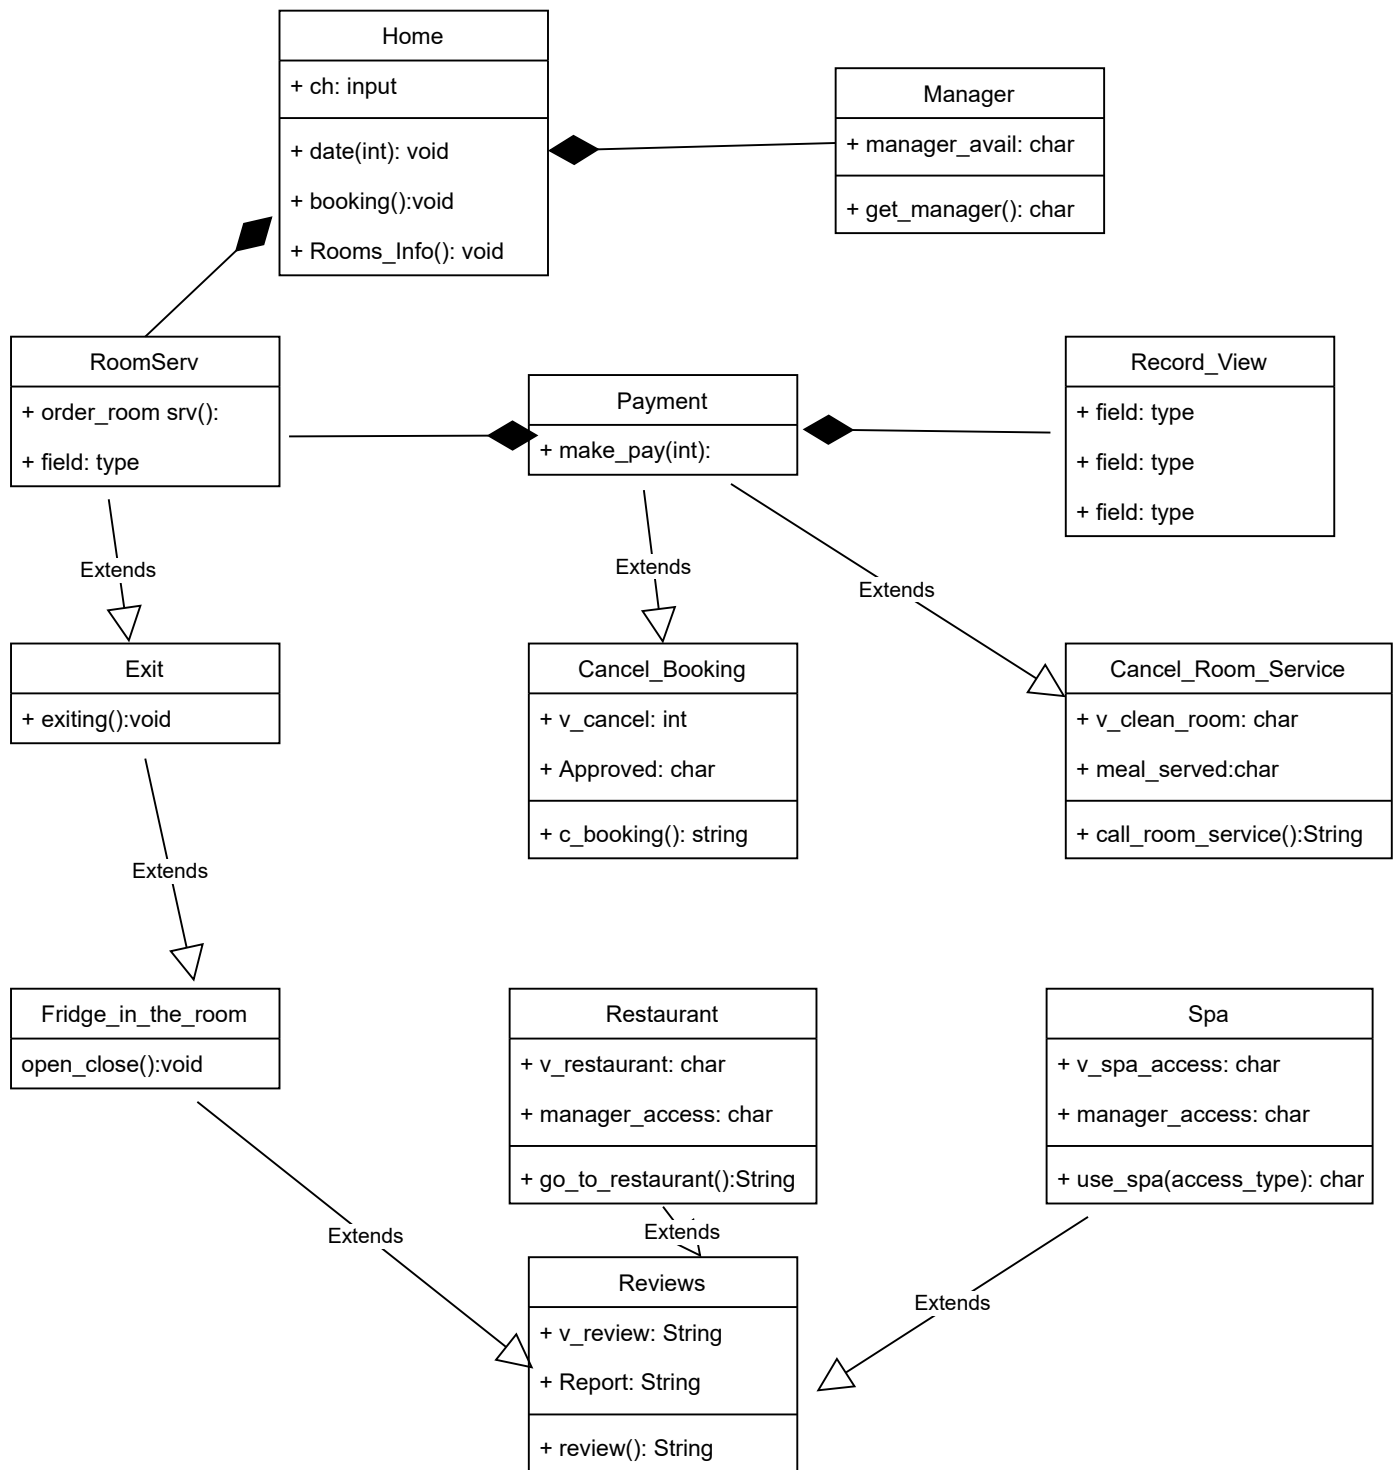 Home
+ ch: input
+ date(int): void
+ booking():void
+ Rooms_Info(): void
Manager
+ manager_avail: char
+ get_manager(): char
RoomServ
+ order_room srv():
+ field: type
Payment
+ make_pay(int):
Record_View
+ field: type
+ field: type
+ field: type
Extends
Extends
Extends
Exit
+ exiting():void
Cancel_Booking
+ v_cancel: int
+ Approved: char
+ c_booking(): string
Cancel_Room_Service
+ v_clean_room: char
+ meal_served:char
+ call_room_service():String
Extends
Fridge_in_the_room
open_close():void
Restaurant
+ v_restaurant: char
+ manager_access: char
+ go_to_restaurant():String
Spa
+ v_spa_access: char
+ manager_access: char
+ use_spa(access_type): char
Extends
Extends
Extends
Reviews
+ v_review: String
+ Report: String
+ review(): String